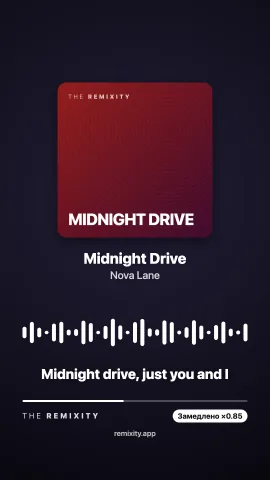 THE REMIXITY
MIDNIGHT DRIVE
Midnight Drive
Nova Lane
Midnight drive, just you and I
THE REMIXITY
Замедлено ×0.85
remixity.app